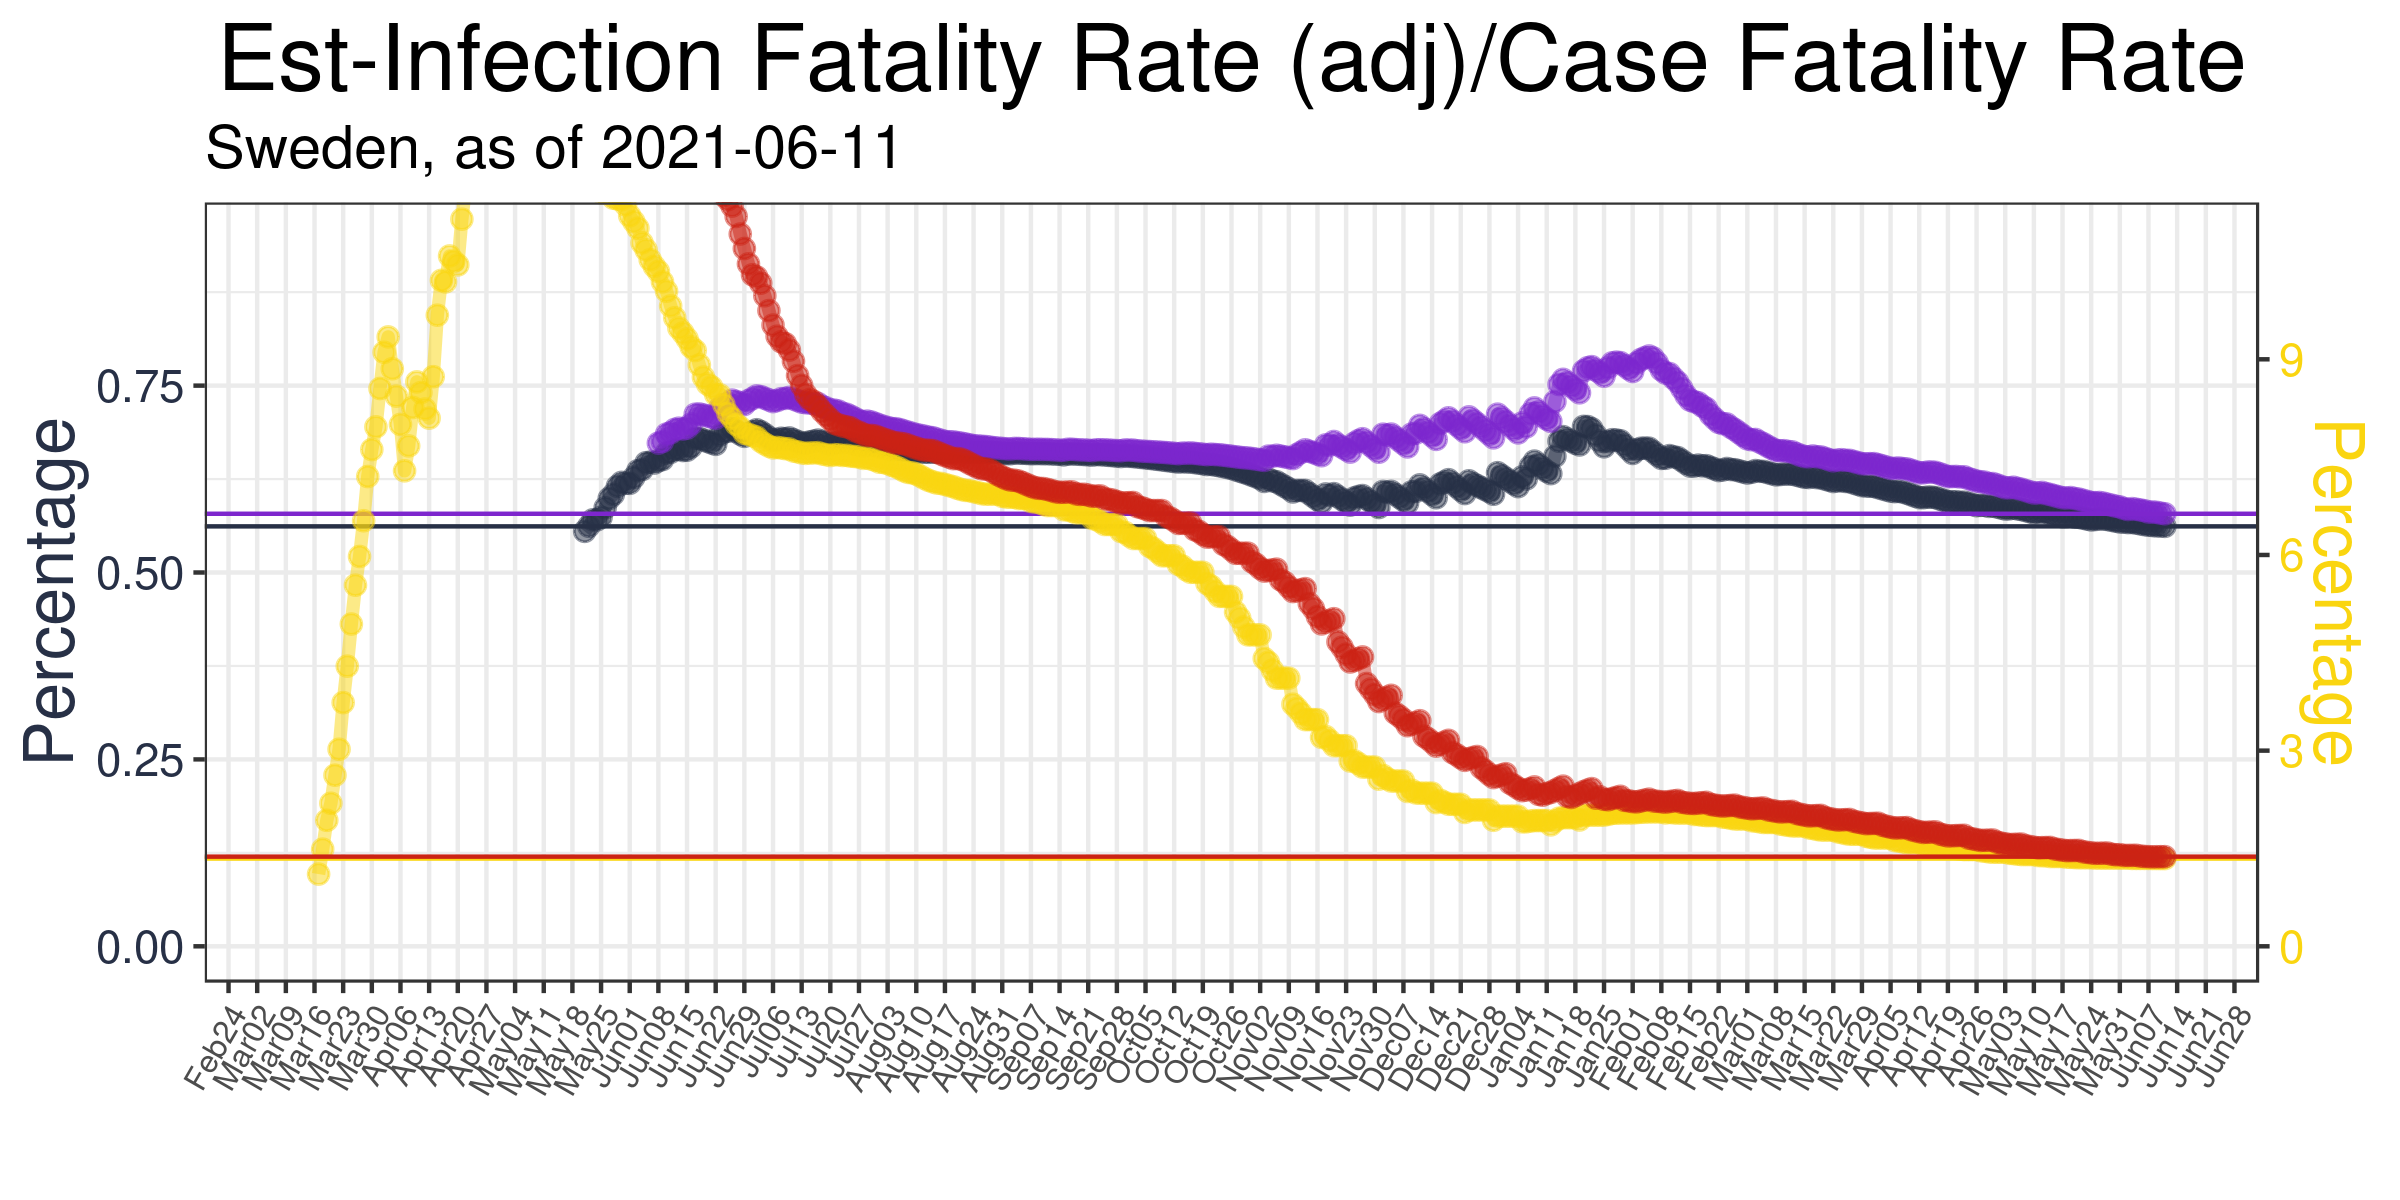 Est-Infection Fatality Rate (adj)/Case Fatality Rate
Sweden, as of 2021-06-11
Percentage
0.75
0.50
0.25
0.00
9
6
3
0
Percentage
Feb24
Mar02
Mar09
Mar16
Mar23
Mar30
Apr06
Apr13
Apr20
Apr27
May04
May11
May18
May25
Jun01
Jun08
Jun15
Jun22
Jun29
Jul06
Jul13
Jul20
Jul27
Aug03
Aug10
Aug17
Aug24
Aug31
Sep07
Sep14
Sep21
Sep28
Oct05
Oct12
Oct19
Oct26
Nov02
Nov09
Nov16
Nov23
Nov30
Dec07
Dec14
Dec21
Dec28
Jan04
Jan11
Jan18
Jan25
Feb01
Feb08
Feb15
Feb22
Mar01
Mar08
Mar15
Mar22
Mar29
Apr05
Apr12
Apr19
Apr26
May03
May10
May17
May24
May31
Jun07
Jun14
Jun21
Jun28